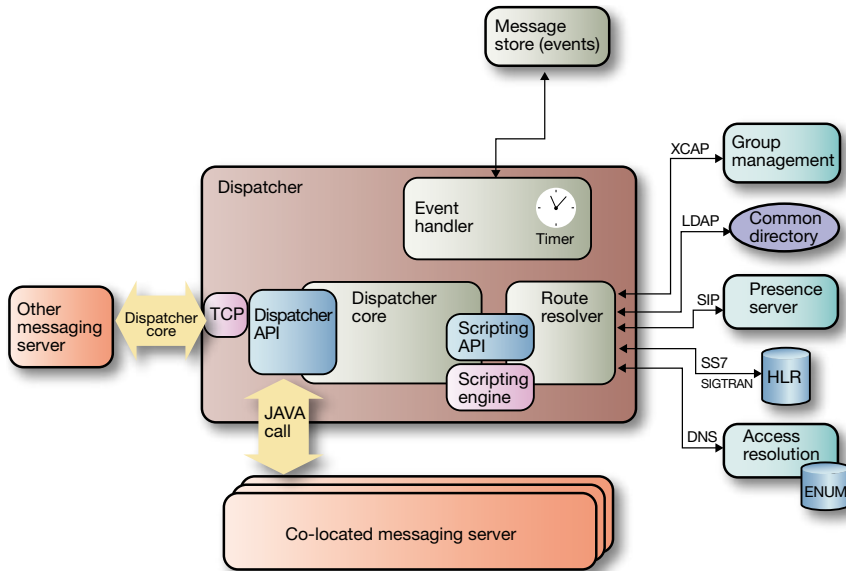 Message
store (events)
XCAP
Group
management
Dispatcher
Event
handler
Timer
LDAP
Common
directory
Other
messaging
server
Dispatcher
core
TCP
Dispatcher
API
Dispatcher
core
Route
resolver
Scripting
API
Scripting
engine
SIP
Presence
server
SS7
SIGTRAN
HLR
JAVA
call
DNS
Access
resolution
ENUM
Co-located messaging server